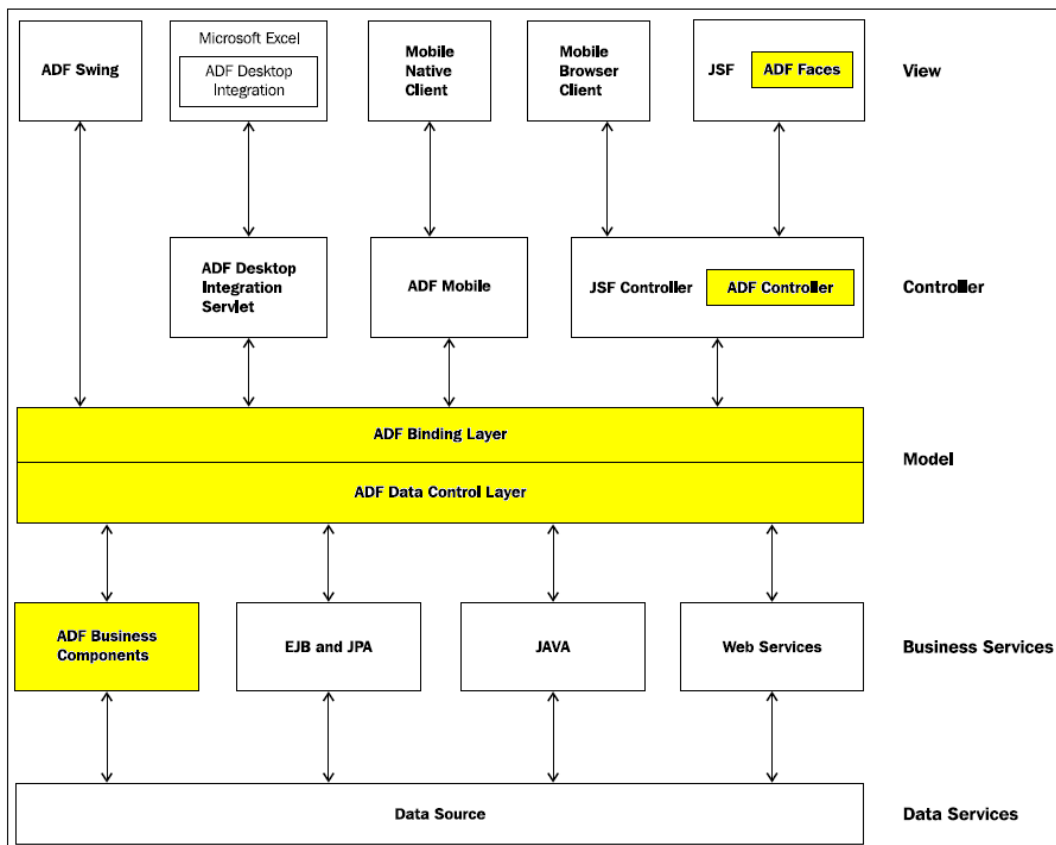 ADF Swing
Microsoft Excel
ADF Desktop
Integration
Mobile
Native
Client
Mobile
Browser
Client
JSF
ADF Faces
View
ADF Desktop
Integration
Servlet
ADF Mobile
JSF Controller
ADF Controller
Controller
ADF Binding Layer
ADF Data Control Layer
Model
ADF Business
Components
EJB and JPA
JAVA
Web Services
Business Services
Data Source
Data Services